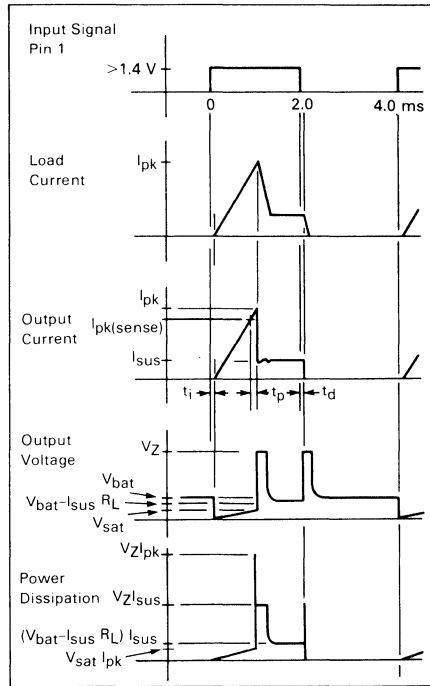 Input Signal
Pin 1
>1.4 V
0 2.0 4.0 ms
Load
Current
Ipk
Output
Current
Ipk
Ipk(sense)
Isus
ti tp td
Output
Voltage
VZ
Vbat
Vbat–Isus RL
Vsat
Power
Dissipation
VZIpk
VZIsus
(Vbat–Isus RL) Isus
Vsat Ipk